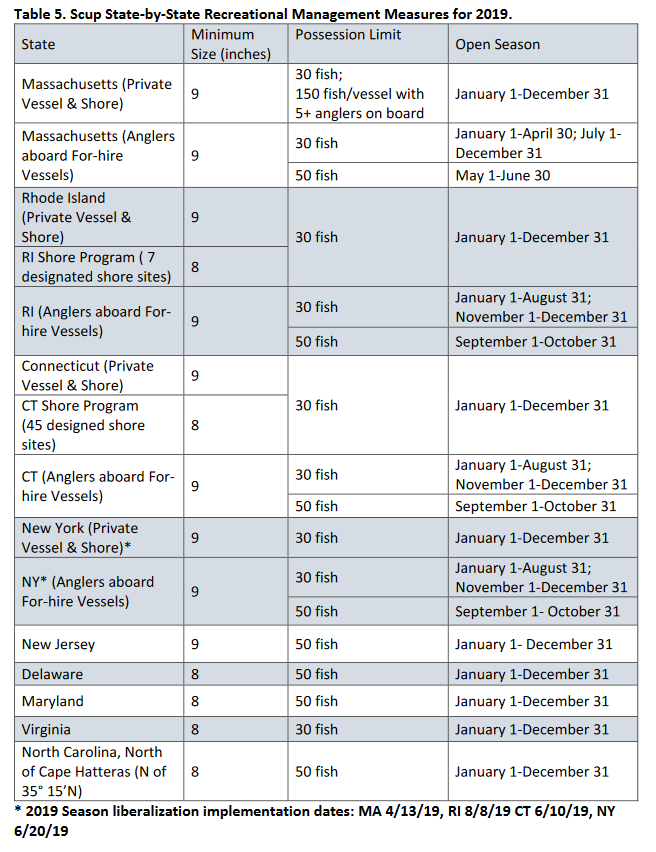 Table 5. Scup State-by-State Recreational Management Measures for 2019.
State
Minimum
Size (inches)
Possession Limit
Open Season
Massachusetts (Private
Vessel & Shore)
9
30 fish;
150 fish/vessel with
5+ anglers on board
January 1-December 31
Massachusetts (Anglers
aboard For-hire
Vessels)
9
30 fish
January 1-April 30; July 1-
December 31
50 fish
May 1-June 30
Rhode Island
(Private Vessel &
Shore)
9
30 fish
January 1-December 31
RI Shore Program ( 7
designated shore sites)
8
RI (Anglers aboard For-
hire Vessels)
9
30 fish
January 1-August 31;
November 1-December 31
50 fish
September 1-October 31
Connecticut (Private
Vessel & Shore)
9
30 fish
January 1-December 31
CT Shore Program
(45 designed shore
sites)
8
CT (Anglers aboard For-
hire Vessels)
9
30 fish
January 1-August 31;
November 1-December 31
50 fish
September 1-October 31
New York (Private
Vessel & Shore)*
9
30 fish
January 1-December 31
NY* (Anglers aboard
For-hire Vessels)
9
30 fish
January 1-August 31;
November 1-December 31
50 fish
September 1- October 31
New Jersey
9
50 fish
January 1- December 31
Delaware
8
50 fish
January 1-December 31
Maryland
8
50 fish
January 1-December 31
Virginia
8
30 fish
January 1-December 31
North Carolina, North
of Cape Hatteras (N of
35° 15’N)
8
50 fish
January 1-December 31
* 2019 Season liberalization implementation dates: MA 4/13/19, RI 8/8/19 CT 6/10/19, NY
6/20/19